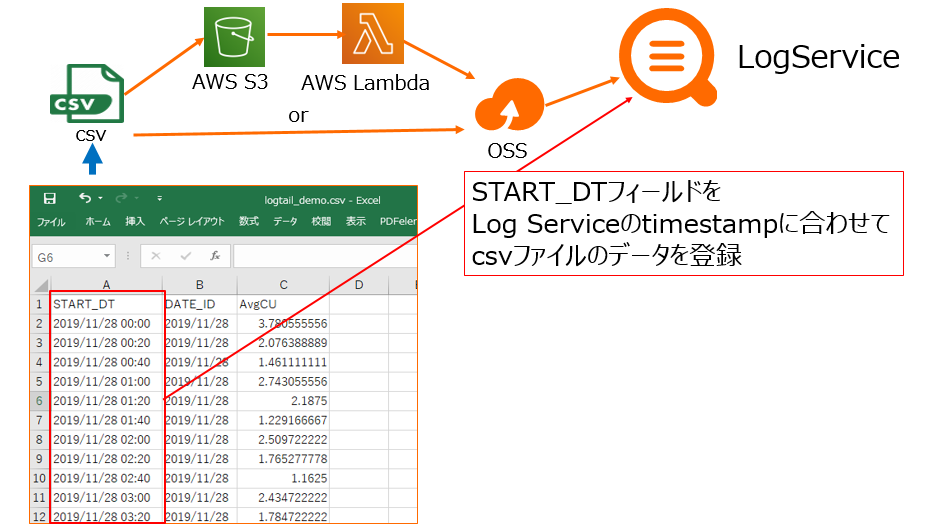 AWS S3
AWS Lambda
LogService
CSV
csv
or
OSS
START_DTフィールドを
Log Serviceのtimestampに合わせて
csvファイルのデータを登録
logtail_demo.csv - Excel
ファイル ホーム 挿入 ページ レイアウト 数式 データ 校閲 表示 PDFelem
G6 fx
A B C D
1 START_DT DATE_ID AvgCU
2 2019/11/28 00:00 2019/11/28 3.780555556
3 2019/11/28 00:20 2019/11/28 2.076388889
4 2019/11/28 00:40 2019/11/28 1.461111111
5 2019/11/28 01:00 2019/11/28 2.743055556
6 2019/11/28 01:20 2019/11/28 2.1875
7 2019/11/28 01:40 2019/11/28 1.229166667
8 2019/11/28 02:00 2019/11/28 2.509722222
9 2019/11/28 02:20 2019/11/28 1.765277778
10 2019/11/28 02:40 2019/11/28 1.1625
11 2019/11/28 03:00 2019/11/28 2.434722222
12 2019/11/28 03:20 2019/11/28 1.784722222